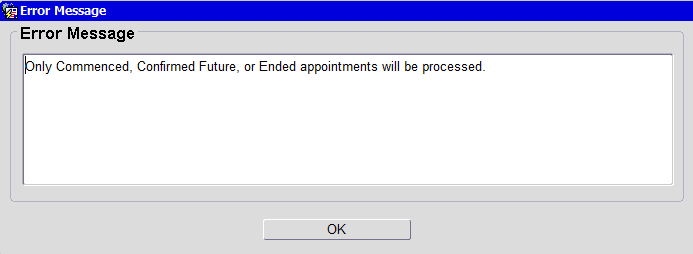 Error Message
Error Message
Only Commenced, Confirmed Future, or Ended appointments will be processed.
OK